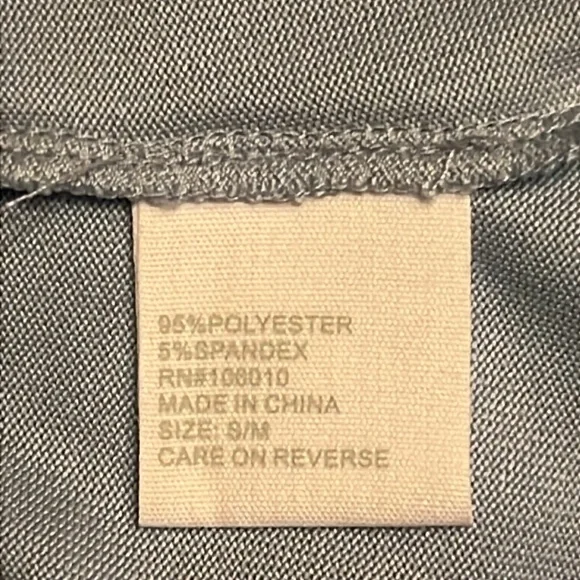 95%POLYESTER
5%SPANDEX
RN#106010
MADE IN CHINA
SIZE: S/M
CARE ON REVERSE